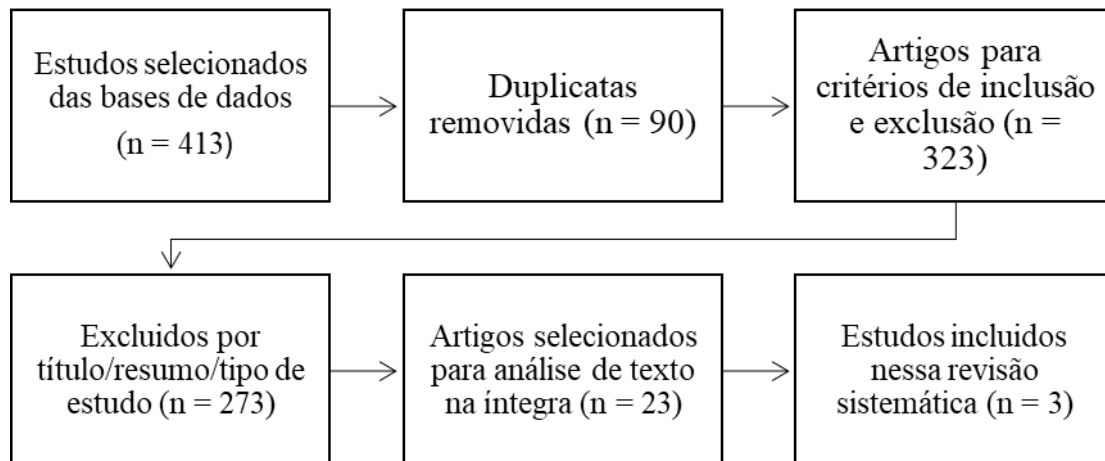 Estudos selecionados
das bases de dados
(n = 413)
Duplicatas
removidas (n = 90)
Artigos para
critérios de inclusão
e exclusão (n =
323)
Excluidos por
título/resumo/tipo de
estudo (n = 273)
Artigos selecionados
para análise de texto
na íntegra (n = 23)
Estudos incluidos
nessa revisão
sistemática (n = 3)